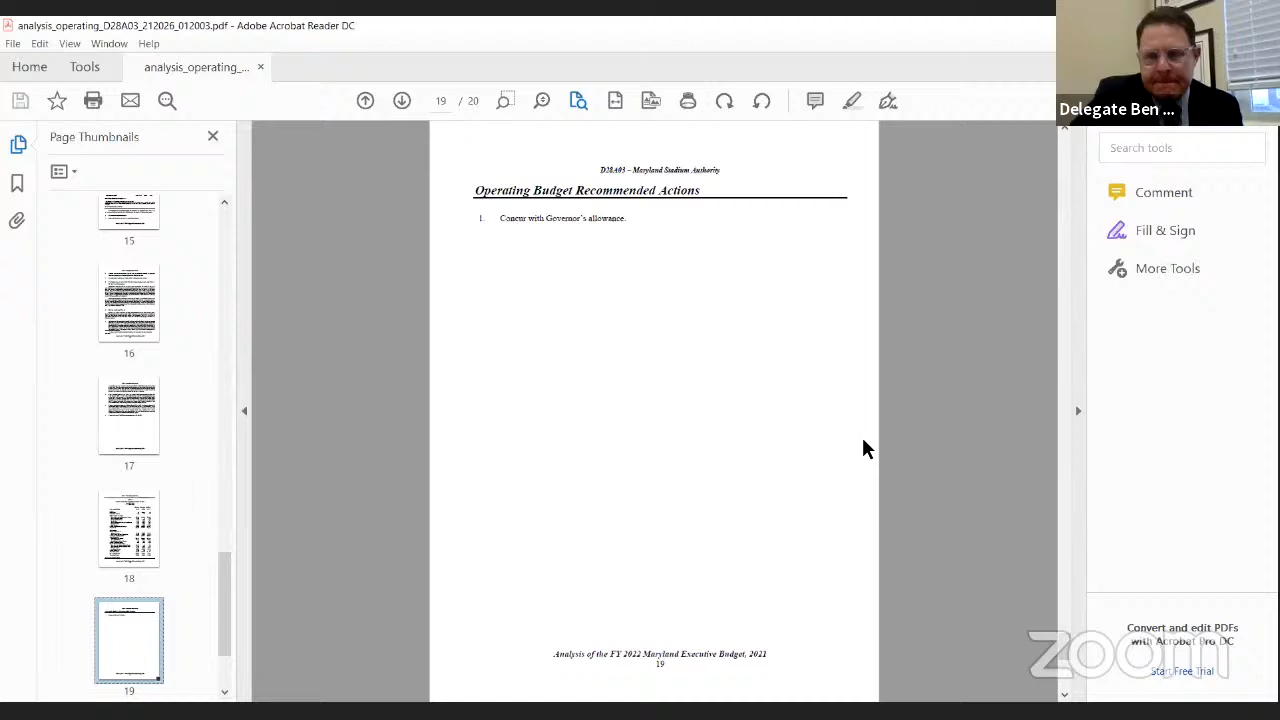 analysis_operating_D28A03_212026_012003.pdf - Adobe Acrobat Reader DC
File Edit View Window Help
Home Tools analysis_operating_... ×
19 / 20
Delegate Ben ...
Page Thumbnails
Search tools
Comment
Fill & Sign
More Tools
15
16
17
18
19
D28A03 – Maryland Stadium Authority
Operating Budget Recommended Actions
1. Concur with Governor's allowance.
Analysis of the FY 2022 Maryland Executive Budget, 2021
19
Convert and edit PDFs
with Acrobat Pro DC
Start Free Trial
zoom